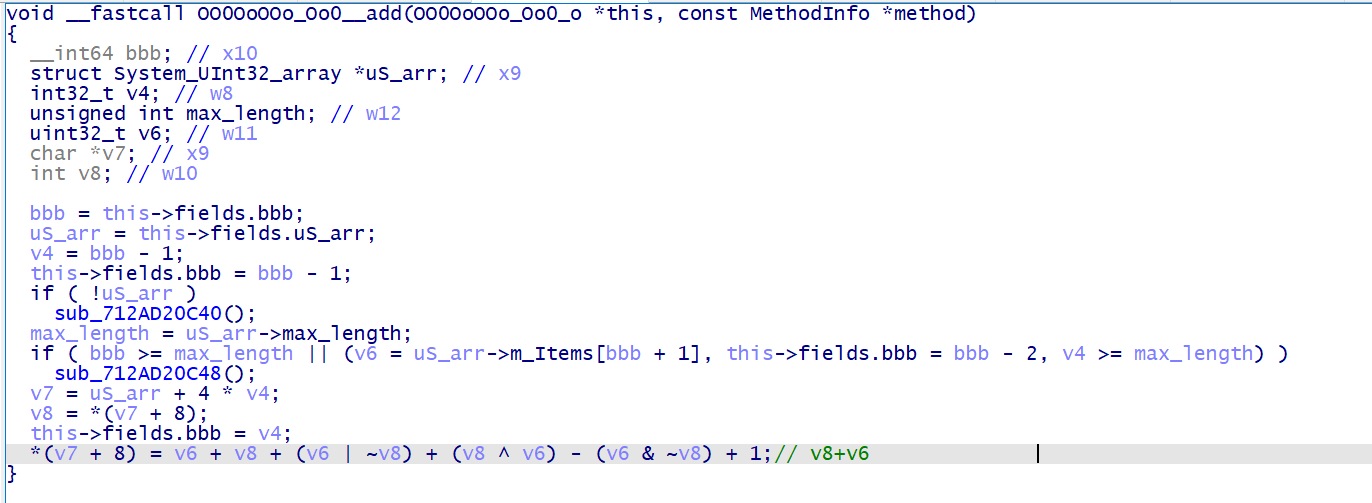 void __fastcall OOOOoOOo_Oo0__add(OOOOoOOo_Oo0_o *this, const MethodInfo *method)
{
  __int64 bbb; // x10
  struct System_UInt32_array *uS_arr; // x9
  int32_t v4; // w8
  unsigned int max_length; // w12
  uint32_t v6; // w11
  char *v7; // x9
  int v8; // w10

  bbb = this->fields.bbb;
  uS_arr = this->fields.uS_arr;
  v4 = bbb - 1;
  this->fields.bbb = bbb - 1;
  if ( !uS_arr )
    sub_712AD20C40();
  max_length = uS_arr->max_length;
  if ( bbb >= max_length || (v6 = uS_arr->m_Items[bbb + 1], this->fields.bbb = bbb - 2, v4 >= max_length) )
    sub_712AD20C48();
  v7 = uS_arr + 4 * v4;
  v8 = *(v7 + 8);
  this->fields.bbb = v4;
  *(v7 + 8) = v6 + v8 + (v6 | ~v8) + (v8 ^ v6) - (v6 & ~v8) + 1;// v8+v6
}